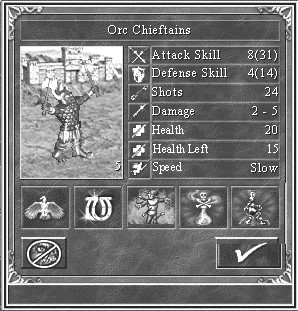 Orc Chieftains
Attack Skill 8(31)
Defense Skill 4(14)
Shots 24
Damage 2 - 5
Health 20
Health Left 15
Speed Slow
5